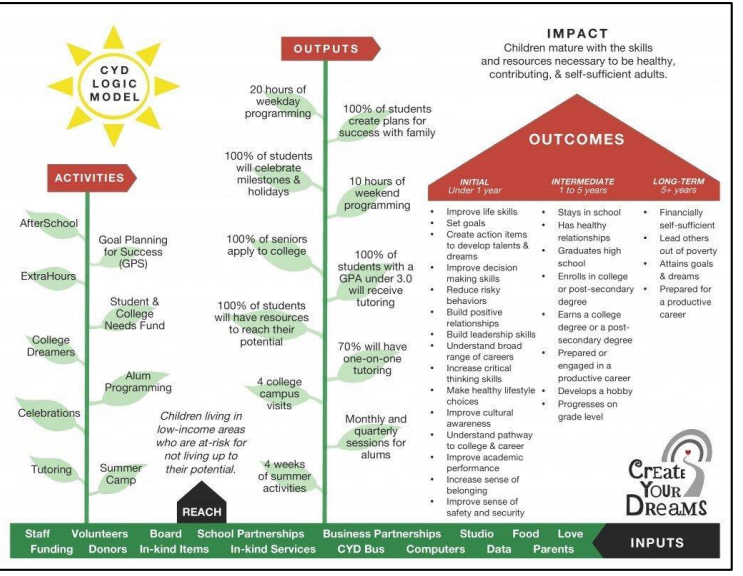 CYD
LOGIC
MODEL
ACTIVITIES
AfterSchool
Goal Planning
for Success
(GPS)
ExtraHours
Student &
College
Needs Fund
College
Dreamers
Alum
Programming
Celebrations
Tutoring
Summer
Camp
Children living in
low-income areas
who are at-risk for
not living up to
their potential.
REACH
OUTPUTS
20 hours of
weekday
programming
100% of students
create plans for
success with family
100% of students
will celebrate
milestones &
holidays
10 hours of
weekend
programming
100% of seniors
apply to college
100% of
students with a
GPA under 3.0
will receive
tutoring
100% of students
will have resources
to reach their
potential
70% will have
one-on-one
tutoring
4 college
campus
visits
Monthly and
quarterly
sessions for
alums
4 weeks
of summer
activities
IMPACT
Children mature with the skills
and resources necessary to be healthy,
contributing, & self-sufficient adults.
OUTCOMES
INITIAL
Under 1 year
• Improve life skills
• Set goals
• Create action items
to develop talents &
dreams
• Improve decision
making skills
• Reduce risky
behaviors
• Build positive
relationships
• Build leadership skills
• Understand broad
range of careers
• Increase critical
thinking skills
• Make healthy lifestyle
choices
• Improve cultural
awareness
• Understand pathway
to college & career
• Improve academic
performance
• Increase sense of
belonging
• Improve sense of
safety and security
INTERMEDIATE
1 to 5 years
• Stays in school
• Has healthy
relationships
• Graduates high
school
• Enrolls in college
or post-secondary
degree
• Earns a college
degree or a post-
secondary degree
• Prepared or
engaged in a
productive career
• Develops a hobby
• Progresses on
grade level
LONG-TERM
5+ years
• Financially
self-sufficient
• Lead others
out of poverty
• Attains goals
& dreams
• Prepared for
a productive
career
CREATE
YOUR
DREAMS
Staff Volunteers Board School Partnerships Business Partnerships Studio Food Love
Funding Donors In-kind Items In-kind Services CYD Bus Computers Data Parents
INPUTS